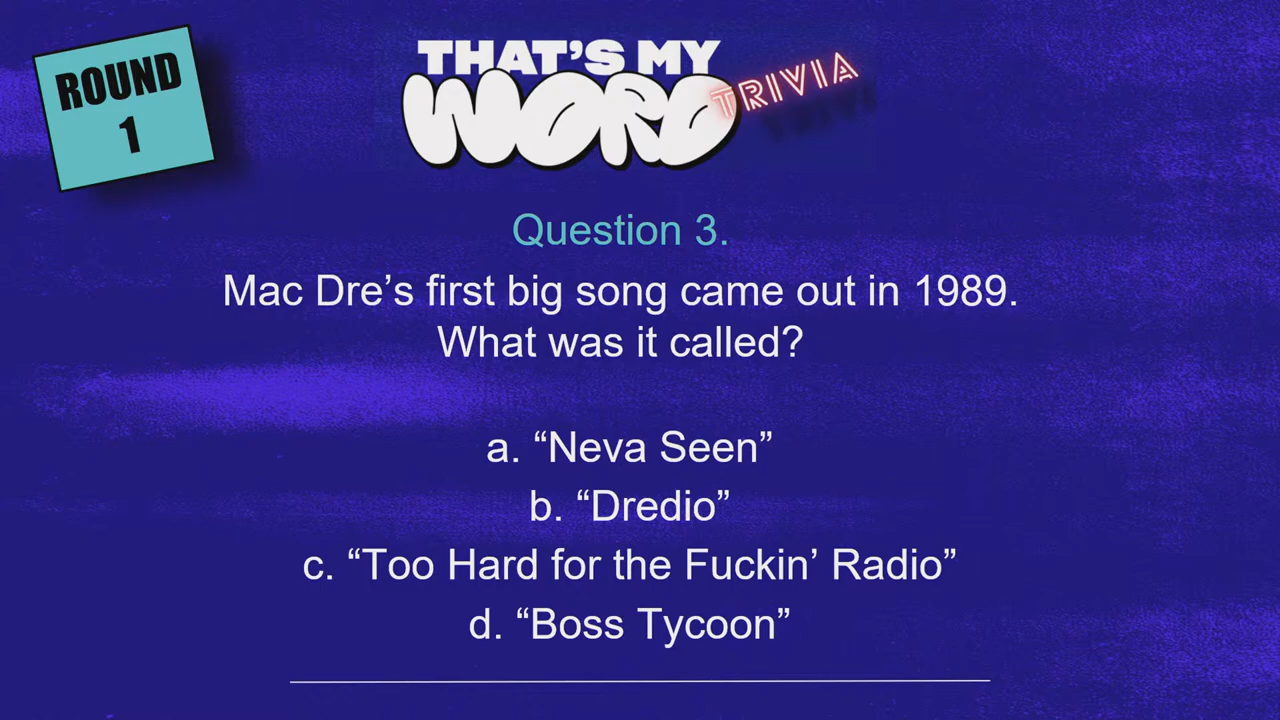 ROUND
1
THAT'S MY
WORD
TRIVIA
Question 3.
Mac Dre’s first big song came out in 1989.
What was it called?
a. “Neva Seen”
b. “Dredio”
c. “Too Hard for the Fuckin’ Radio”
d. “Boss Tycoon”